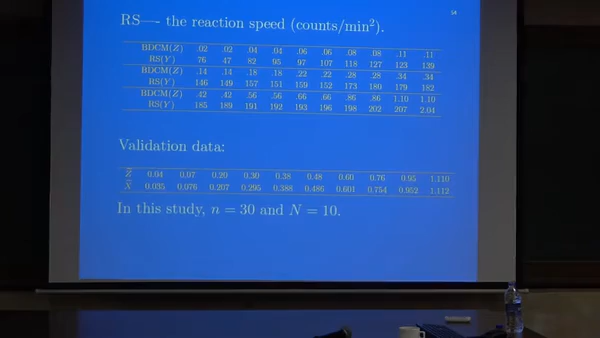 54
RS—- the reaction speed (counts/min²).
BDCM(Z) .02 .02 .04 .04 .06 .06 .08 .08 .11 .11
RS(Y) 76 47 82 95 97 107 118 127 123 139
BDCM(Z) .14 .14 .18 .18 .22 .22 .28 .28 .34 .34
RS(Y) 146 149 157 151 159 152 173 180 179 182
BDCM(Z) .42 .42 .56 .56 .66 .66 .86 .86 1.10 1.10
RS(Y) 185 189 191 192 193 196 198 202 207 2.04
Validation data:
Z̃ 0.04 0.07 0.20 0.30 0.38 0.48 0.60 0.76 0.95 1.110
X̃ 0.035 0.076 0.207 0.295 0.388 0.486 0.601 0.754 0.952 1.112
In this study, n = 30 and N = 10.